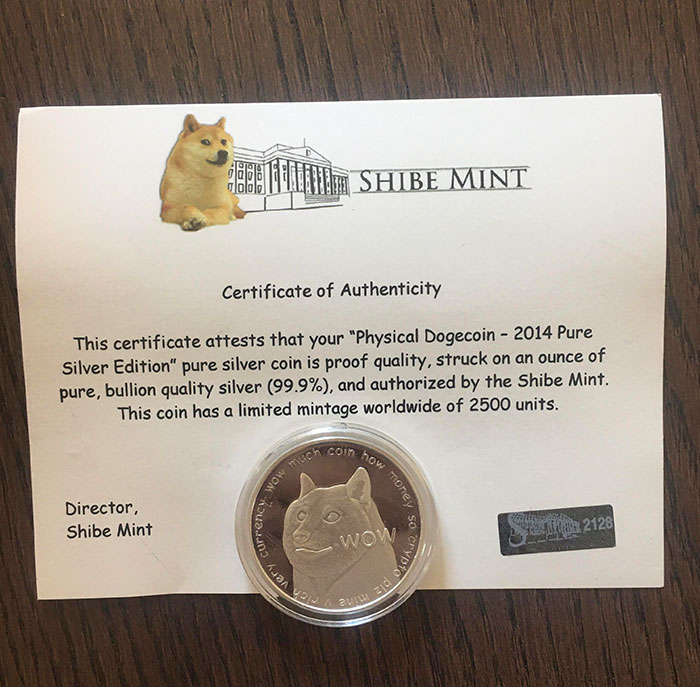 SHIBE MINT
Certificate of Authenticity
This certificate attests that your "Physical Dogecoin – 2014 Pure
Silver Edition" pure silver coin is proof quality, struck on an ounce of
pure, bullion quality silver (99.9%), and authorized by the Shibe Mint.
This coin has a limited mintage worldwide of 2500 units.
wow much coin how money so crypto plz mine v rich very currency
WOW
Director,
Shibe Mint
2128